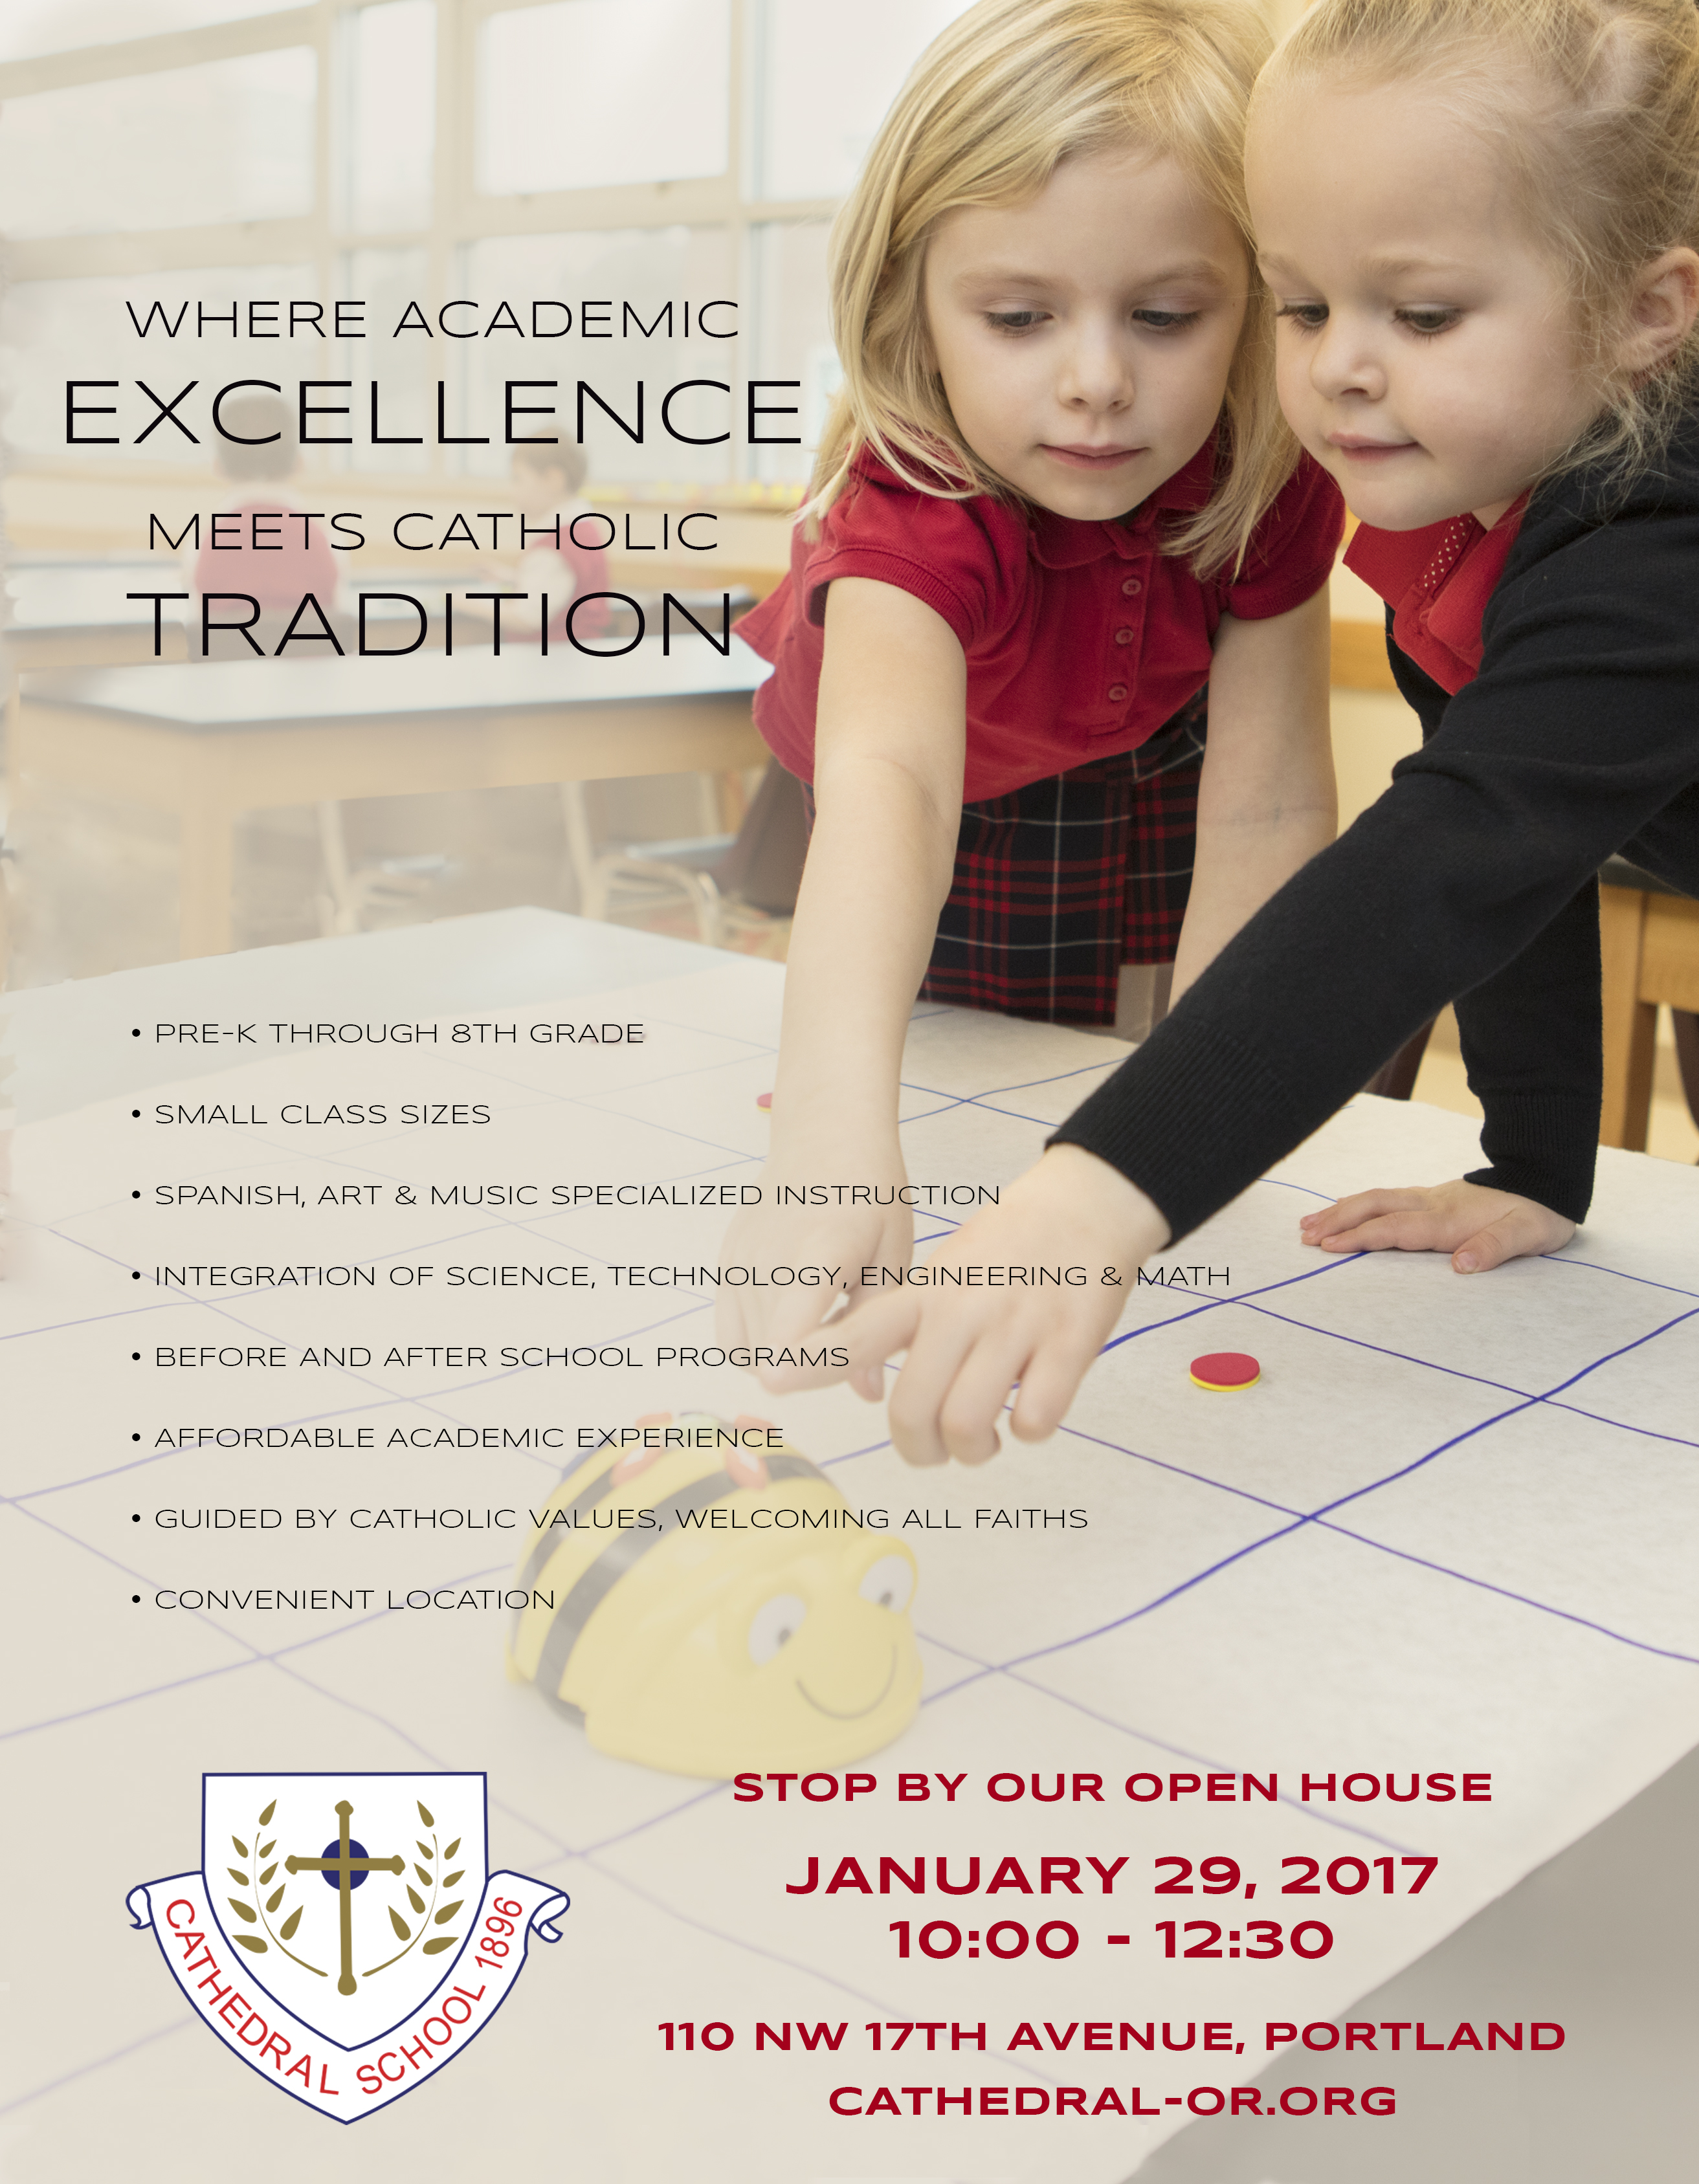 WHERE ACADEMIC
EXCELLENCE
MEETS CATHOLIC
TRADITION
• PRE-K THROUGH 8TH GRADE
• SMALL CLASS SIZES
• SPANISH, ART & MUSIC SPECIALIZED INSTRUCTION
• INTEGRATION OF SCIENCE, TECHNOLOGY, ENGINEERING & MATH
• BEFORE AND AFTER SCHOOL PROGRAMS
• AFFORDABLE ACADEMIC EXPERIENCE
• GUIDED BY CATHOLIC VALUES, WELCOMING ALL FAITHS
• CONVENIENT LOCATION
CATHEDRAL SCHOOL 1896
STOP BY OUR OPEN HOUSE
JANUARY 29, 2017
10:00 - 12:30
110 NW 17TH AVENUE, PORTLAND
CATHEDRAL-OR.ORG